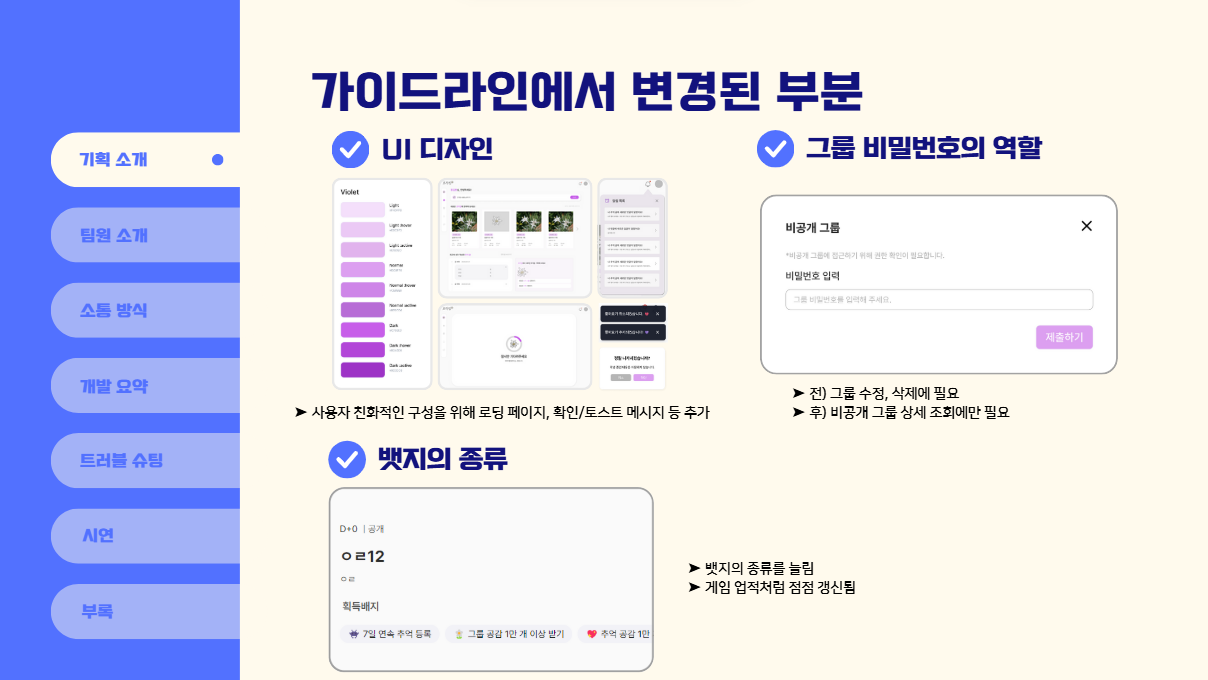 가이드라인에서 변경된 부분
기획 소개
팀원 소개
소통 방식
개발 요약
트러블 슈팅
시연
부록
UI 디자인
Violet
Light
Light :hover
Light :active
Normal
Normal :hover
Normal :active
Dark
Dark :hover
Dark :active
➤ 사용자 친화적인 구성을 위해 로딩 페이지, 확인/토스트 메시지 등 추가
그룹 비밀번호의 역할
비공개 그룹
*비공개 그룹에 접근하기 위해 권한 확인이 필요합니다.
비밀번호 입력
그룹 비밀번호를 입력해 주세요.
제출하기
➤ 전) 그룹 수정, 삭제에 필요
➤ 후) 비공개 그룹 상세 조회에만 필요
뱃지의 종류
D+0 | 공개
ㅇㄹ12
ㅇㄹ
획득배지
7일 연속 추억 등록
그룹 공감 1만 개 이상 받기
추억 공감 1만
➤ 뱃지의 종류를 늘림
➤ 게임 업적처럼 점점 갱신됨